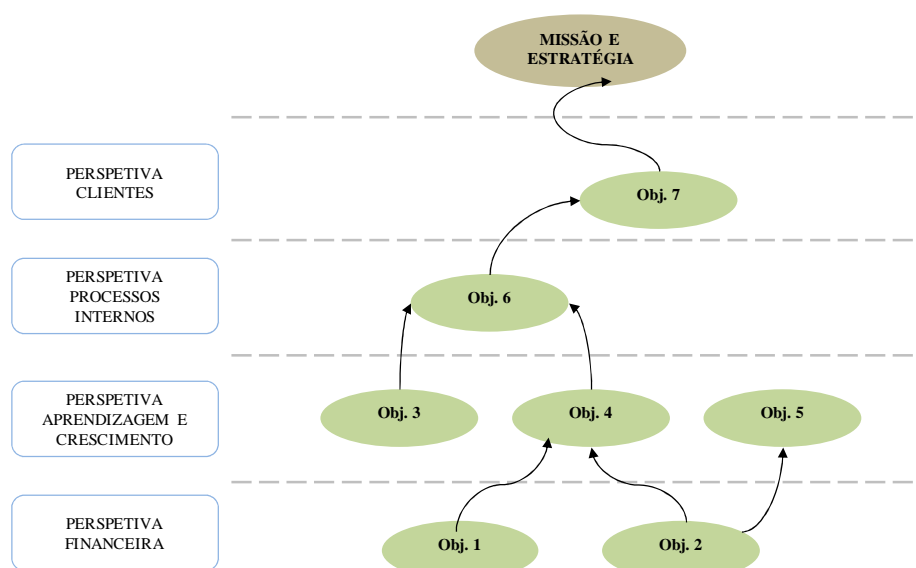 MISSÃO E
ESTRATÉGIA
PERSPETIVA
CLIENTES
Obj. 7
PERSPETIVA
PROCESSOS
INTERNOS
Obj. 6
PERSPETIVA
APRENDIZAGEM E
CRESCIMENTO
Obj. 3
Obj. 4
Obj. 5
PERSPETIVA
FINANCEIRA
Obj. 1
Obj. 2